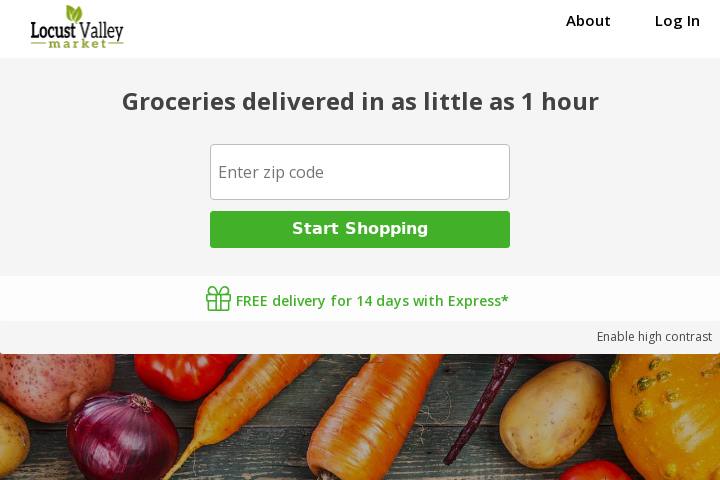 Locust Valley
market
About
Log In
Groceries delivered in as little as 1 hour
Enter zip code
Start Shopping
FREE delivery for 14 days with Express*
Enable high contrast